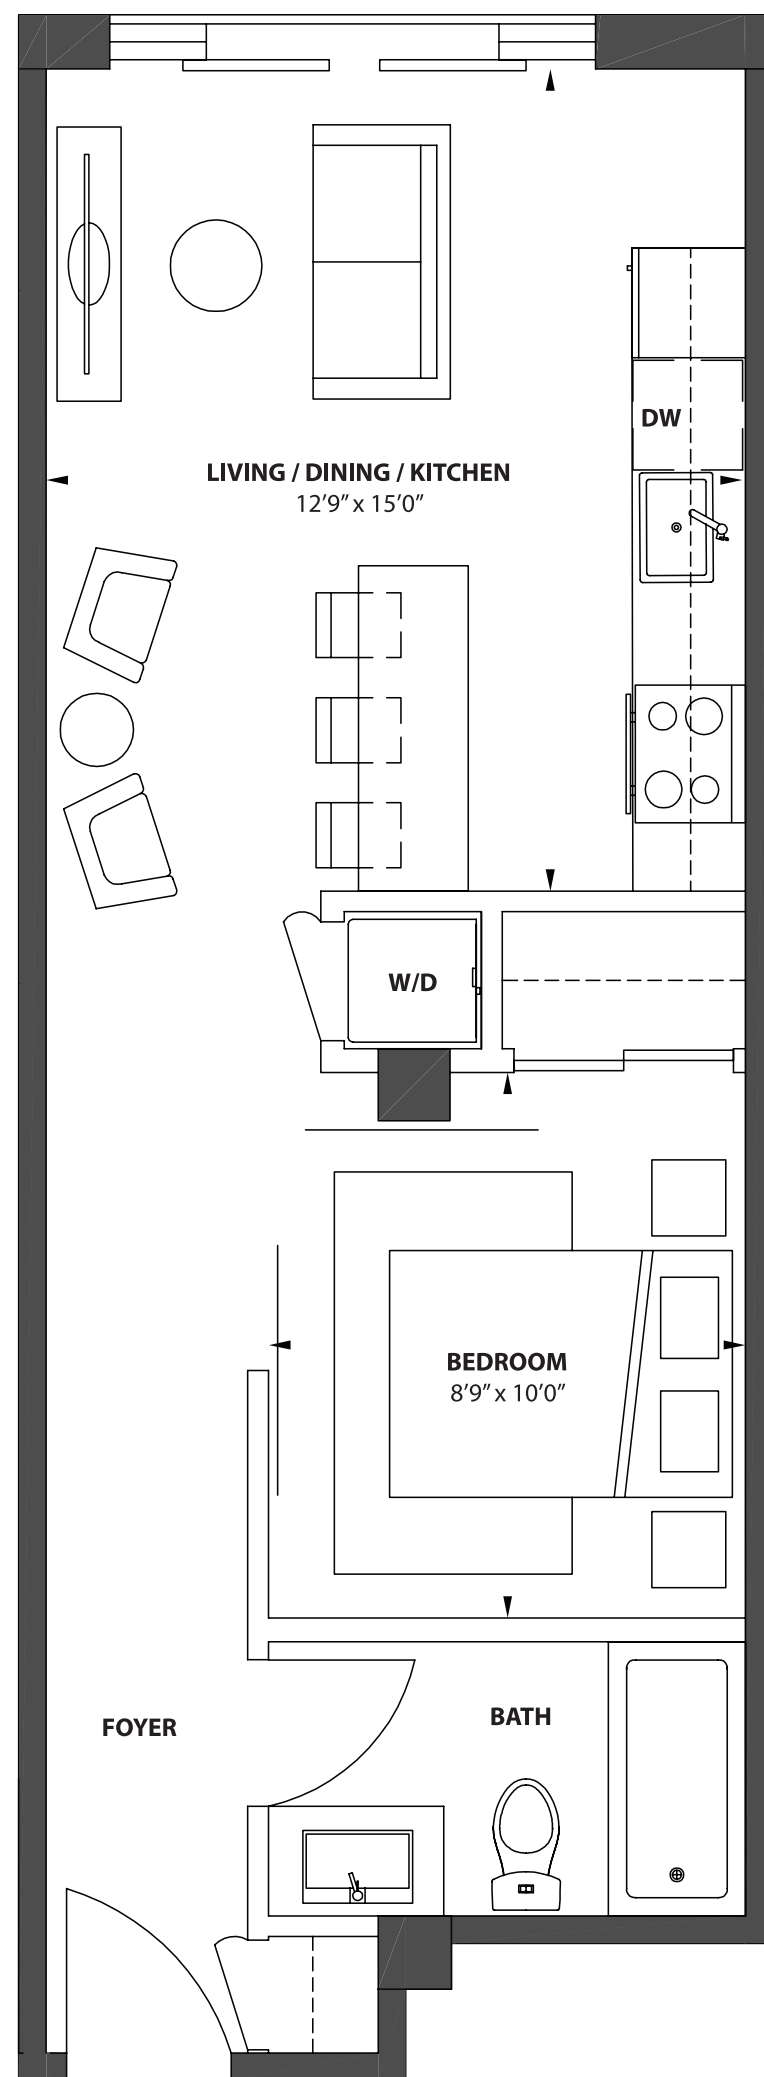 DW
LIVING / DINING / KITCHEN
12’9” x 15’0”
W/D
BEDROOM
8’9” x 10’0”
BATH
FOYER